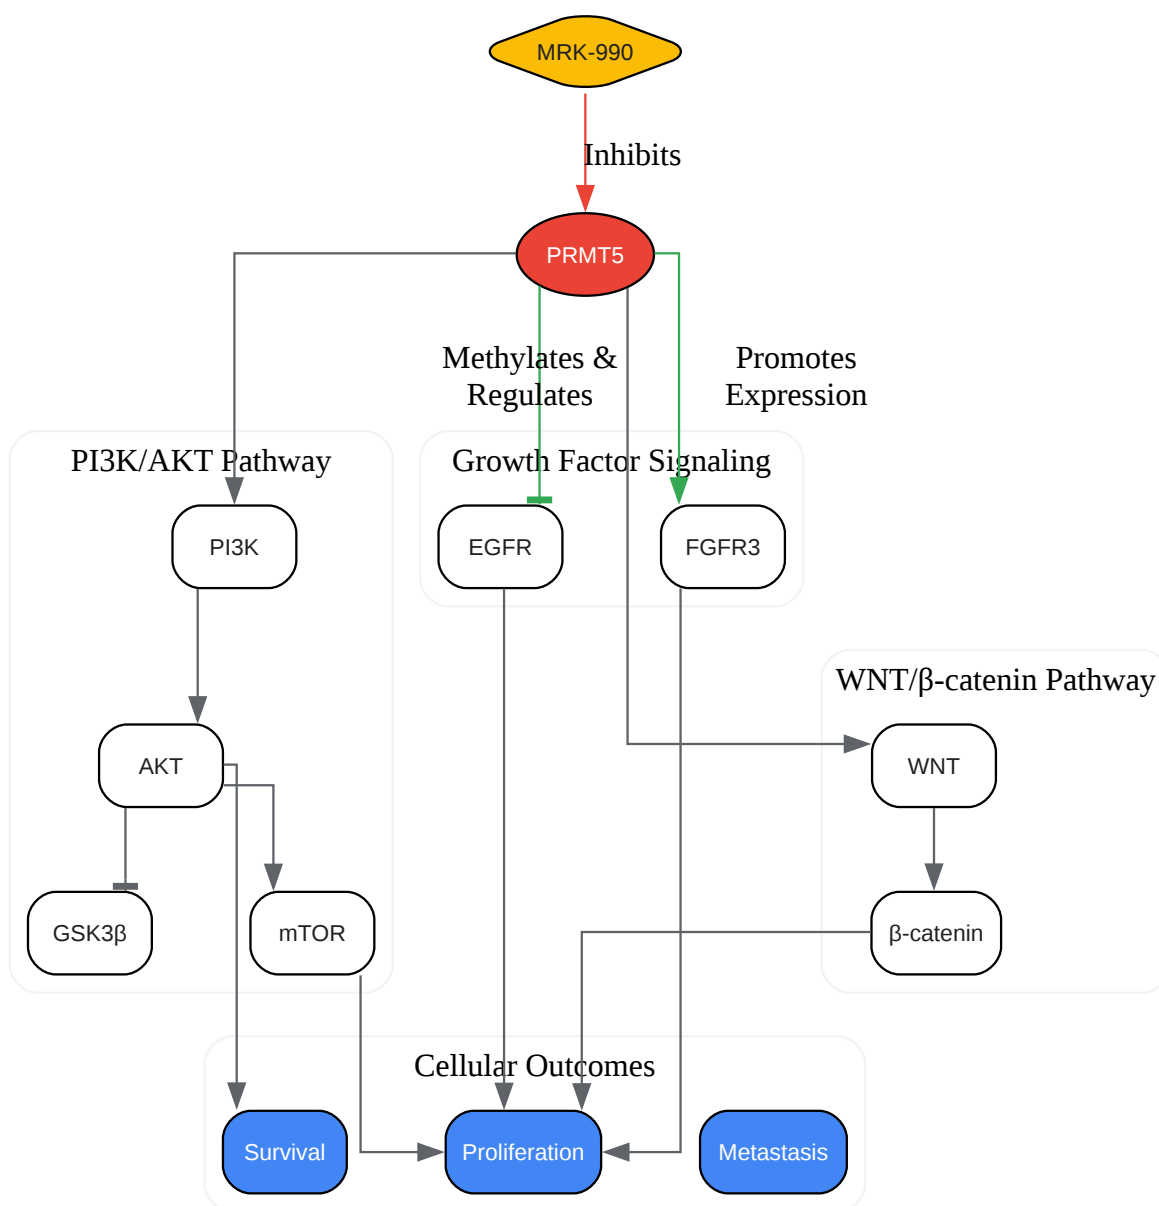 MRK-990
Inhibits
PRMT5
Methylates &
Regulates
Promotes
Expression
PI3K/AKT Pathway
Growth Factor Signaling
PI3K
EGFR
FGFR3
WNT/β-catenin Pathway
AKT
WNT
GSK3β
mTOR
β-catenin
Cellular Outcomes
Survival
Proliferation
Metastasis